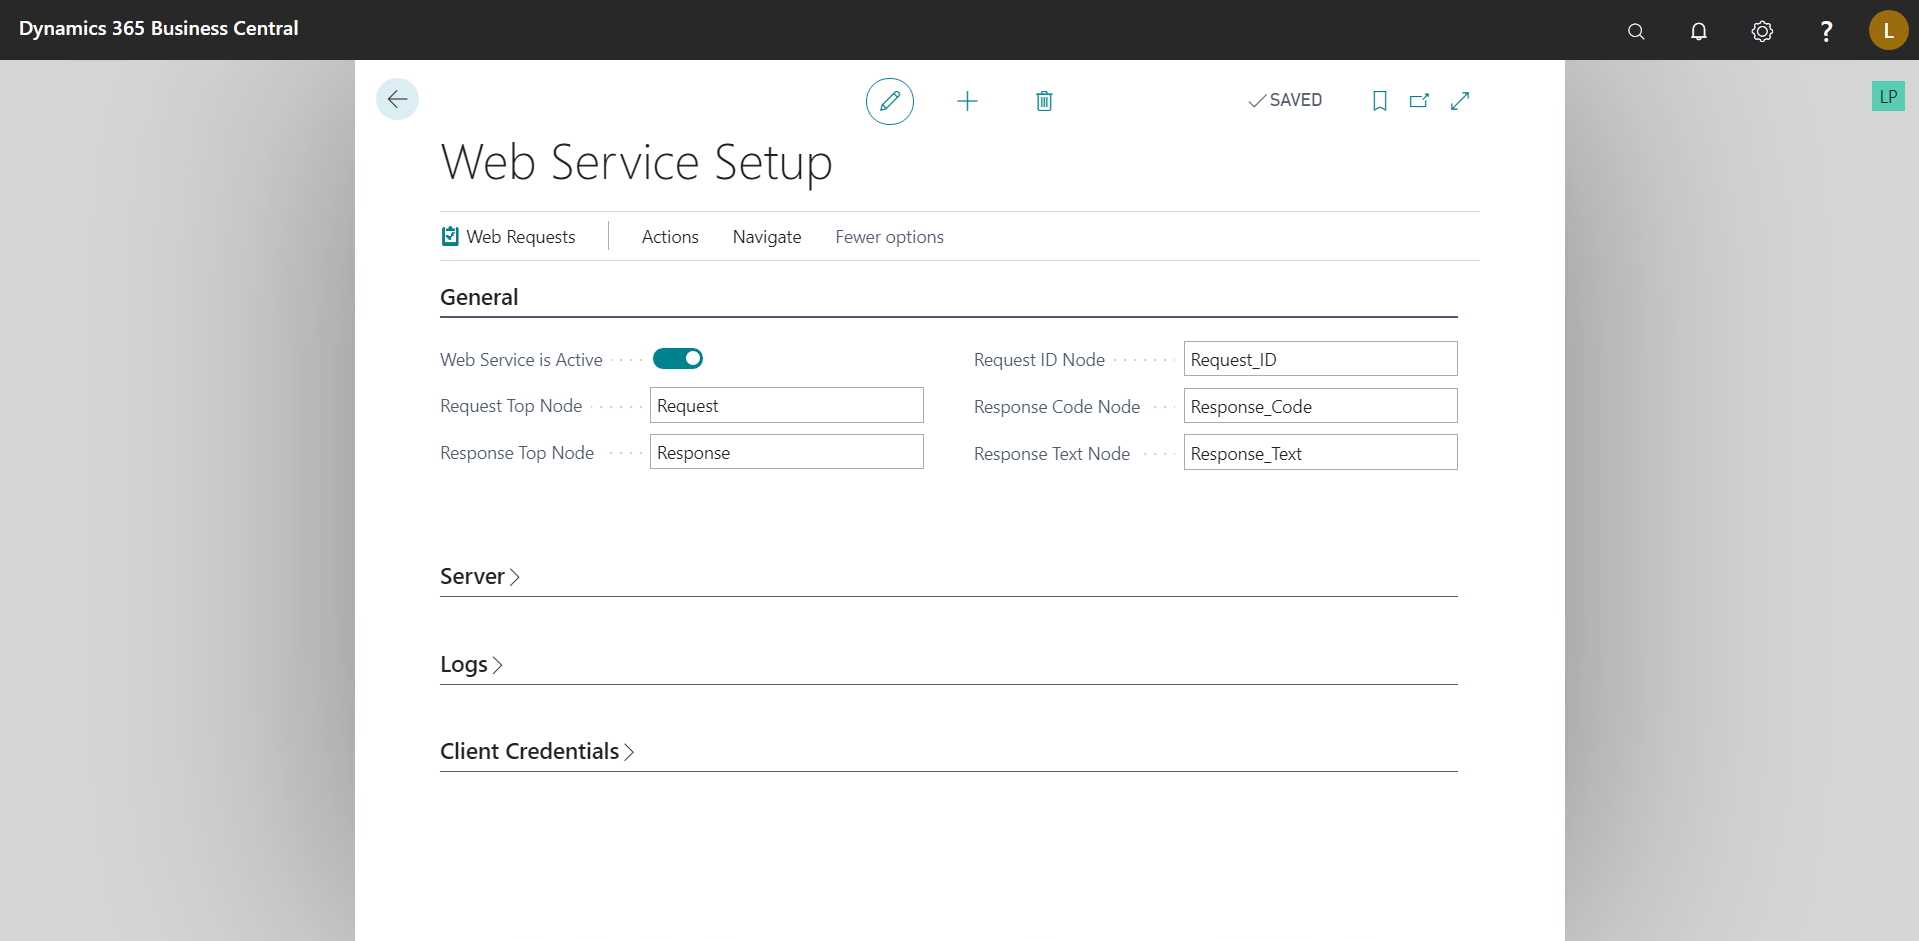 Dynamics 365 Business Central
?
L
LP
SAVED
Web Service Setup
Web Requests
Actions
Navigate
Fewer options
General
Web Service is Active
Request Top Node
Request
Response Top Node
Response
Request ID Node
Request_ID
Response Code Node
Response_Code
Response Text Node
Response_Text
Server
Logs
Client Credentials